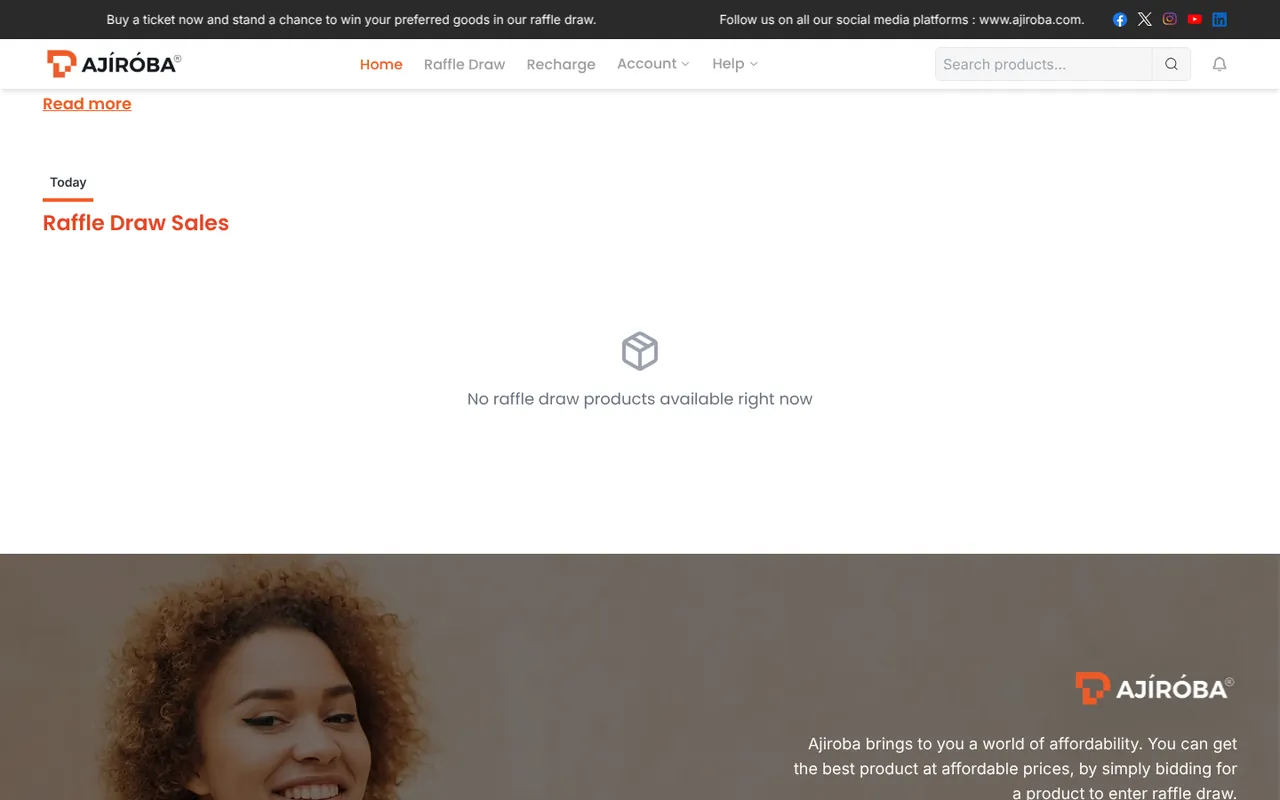 Buy a ticket now and stand a chance to win your preferred goods in our raffle draw.
Follow us on all our social media platforms : www.ajiroba.com.
AJÍRÓBA®
Home
Raffle Draw
Recharge
Account
Help
Search products...
Read more
Today
Raffle Draw Sales
No raffle draw products available right now
AJÍRÓBA®
Ajiroba brings to you a world of affordability. You can get
the best product at affordable prices, by simply bidding for
a product to enter raffle draw.